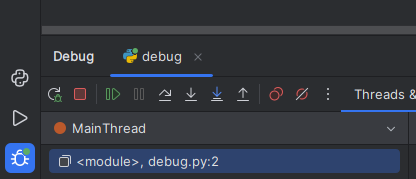 Debug debug
Threads &
MainThread
<module>, debug.py:2